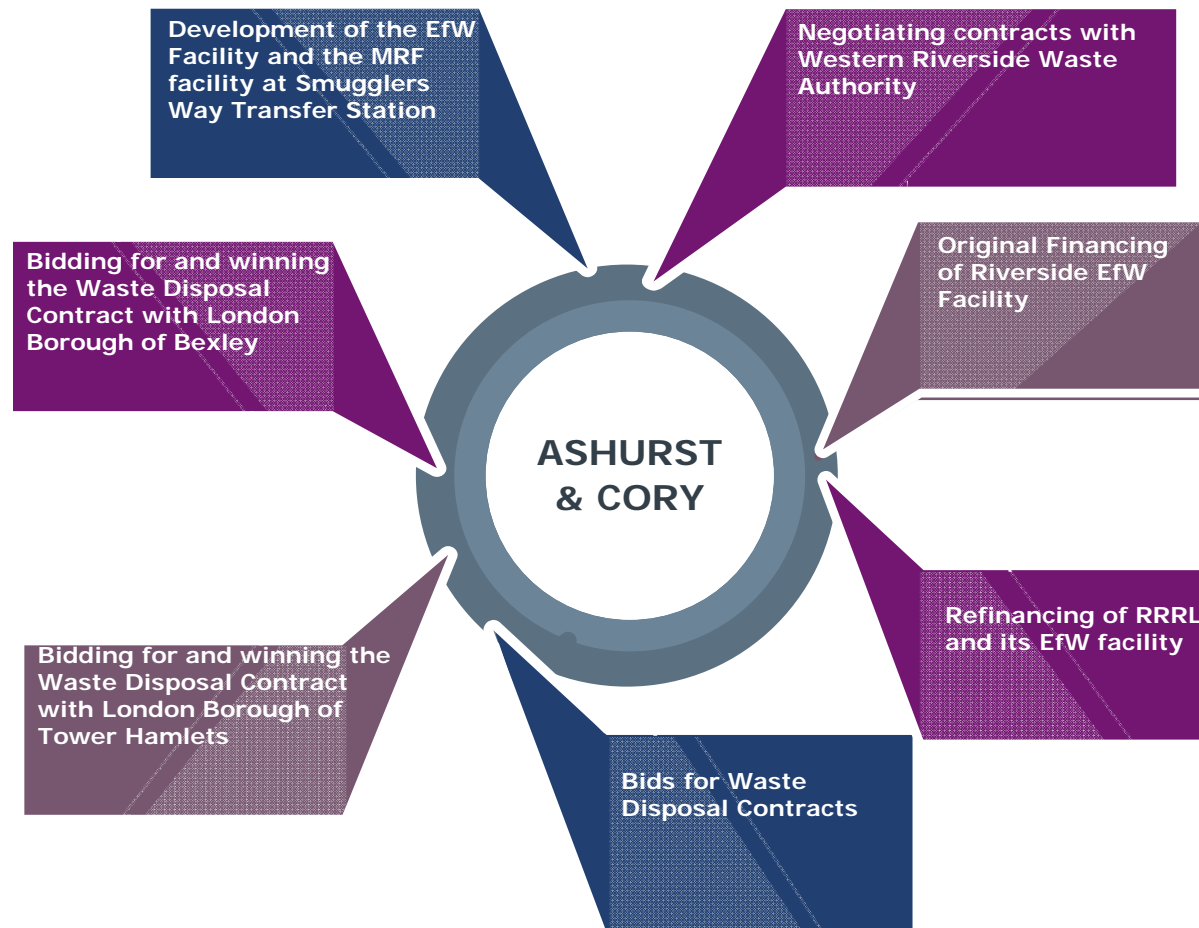 Development of the EfW
Facility and the MRF
facility at Smugglers
Way Transfer Station
Negotiating contracts with
Western Riverside Waste
Authority
Bidding for and winning
the Waste Disposal
Contract with London
Borough of Bexley
Original Financing
of Riverside EfW
Facility
ASHURST
& CORY
Refinancing of RRRL
and its EfW facility
Bidding for and winning the
Waste Disposal Contract
with London Borough of
Tower Hamlets
Bids for Waste
Disposal Contracts